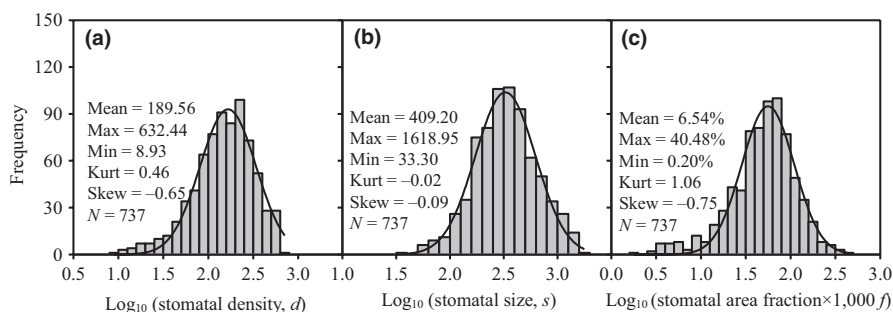 150
120
90
60
30
0
Frequency
(a)
Mean = 189.56
Max = 632.44
Min = 8.93
Kurt = 0.46
Skew = –0.65
N = 737
0.5 1.0 1.5 2.0 2.5 3.0
Log10 (stomatal density, d)
(b)
Mean = 409.20
Max = 1618.95
Min = 33.30
Kurt = –0.02
Skew = –0.09
N = 737
1.0 1.5 2.0 2.5 3.0
Log10 (stomatal size, s)
(c)
Mean = 6.54%
Max = 40.48%
Min = 0.20%
Kurt = 1.06
Skew = –0.75
N = 737
0.0 0.5 1.0 1.5 2.0 2.5 3.0
Log10 (stomatal area fraction×1,000 f)